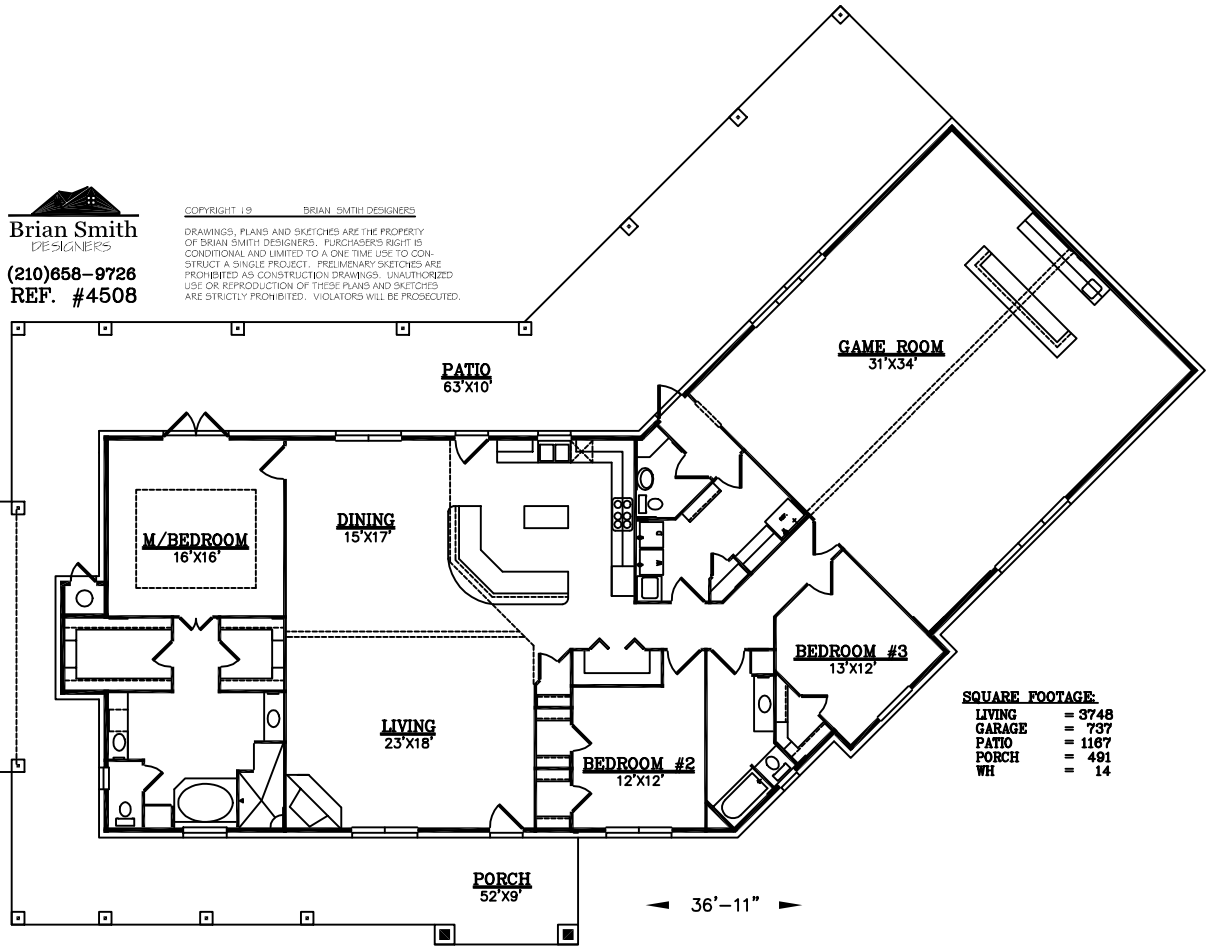 Brian Smith
DESIGNERS
(210)658-9726
REF. #4508
COPYRIGHT 19 BRIAN SMITH DESIGNERS
DRAWINGS, PLANS AND SKETCHES ARE THE PROPERTY
OF BRIAN SMITH DESIGNERS. PURCHASERS RIGHT IS
CONDITIONAL AND LIMITED TO A ONE TIME USE TO CON-
STRUCT A SINGLE PROJECT. PRELIMENARY SKETCHES ARE
PROHIBITED AS CONSTRUCTION DRAWINGS. UNAUTHORIZED
USE OR REPRODUCTION OF THESE PLANS AND SKETCHES
ARE STRICTLY PROHIBITED. VIOLATORS WILL BE PROSECUTED.
GAME ROOM
31'X34'
PATIO
63'X10'
DINING
15'X17'
M/BEDROOM
16'X16'
BEDROOM #3
13'X12'
LIVING
23'X18'
BEDROOM #2
12'X12'
SQUARE FOOTAGE:
LIVING = 3748
GARAGE = 737
PATIO = 1167
PORCH = 491
WH = 14
PORCH
52'X9'
36'-11"